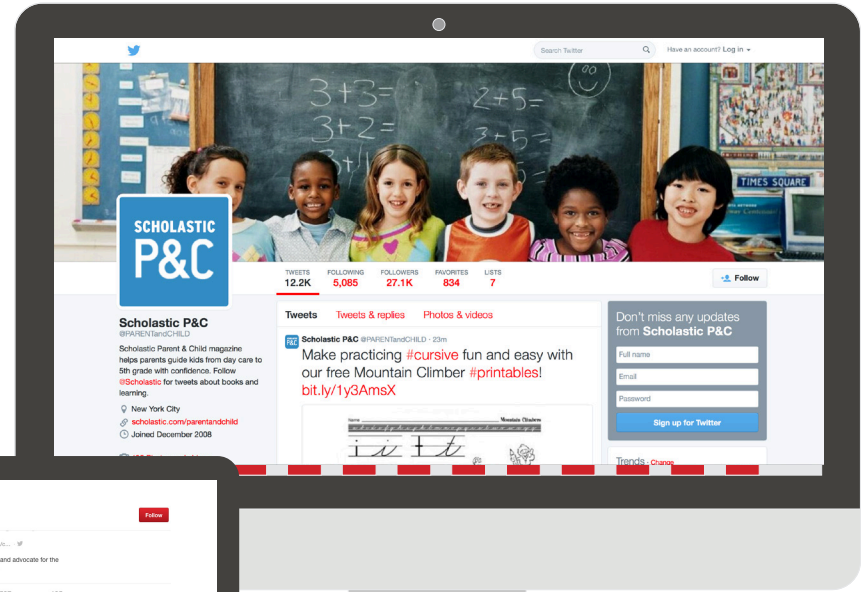 Search Twitter
Have an account? Log in
3+3=
2+5=
3+2=
3+5=
TIMES SQUARE
SCHOLASTIC
P&C
TWEETS FOLLOWING FOLLOWERS FAVORITES LISTS
12.2K 5,085 27.1K 834 7
Follow
Scholastic P&C
@PARENTandCHILD
Scholastic Parent & Child magazine
helps parents guide kids from day care to
5th grade with confidence. Follow
@Scholastic for tweets about books and
learning.
New York City
scholastic.com/parentandchild
Joined December 2008
Tweets Tweets & replies Photos & videos
Scholastic P&C @PARENTandCHILD · 23m
Make practicing #cursive fun and easy with
our free Mountain Climber #printables!
bit.ly/1y3AmsX
Name Mountain Climbers
i t
Don't miss any updates
from Scholastic P&C
Full name
Email
Password
Sign up for Twitter
Trends · Change
Follow
and advocate for the